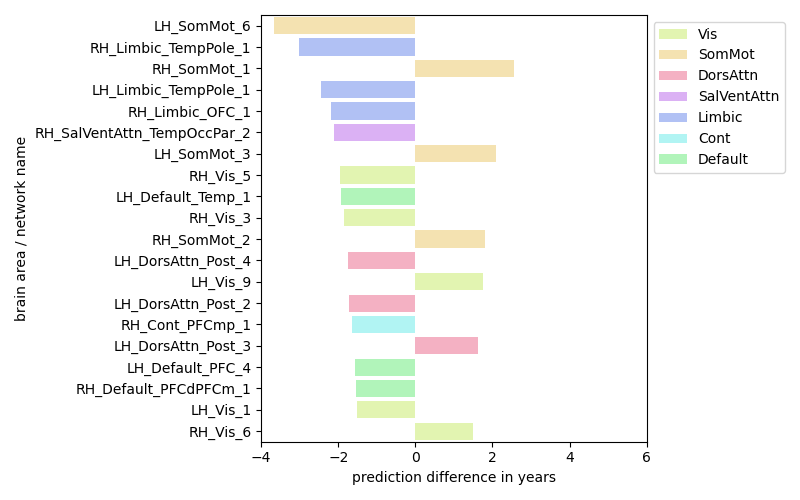 LH_SomMot_6
RH_Limbic_TempPole_1
RH_SomMot_1
LH_Limbic_TempPole_1
RH_Limbic_OFC_1
RH_SalVentAttn_TempOccPar_2
LH_SomMot_3
RH_Vis_5
LH_Default_Temp_1
RH_Vis_3
RH_SomMot_2
LH_DorsAttn_Post_4
LH_Vis_9
LH_DorsAttn_Post_2
RH_Cont_PFCmp_1
LH_DorsAttn_Post_3
LH_Default_PFC_4
RH_Default_PFCdPFCm_1
LH_Vis_1
RH_Vis_6
brain area / network name
−4 −2 0 2 4 6
prediction difference in years
Vis
SomMot
DorsAttn
SalVentAttn
Limbic
Cont
Default